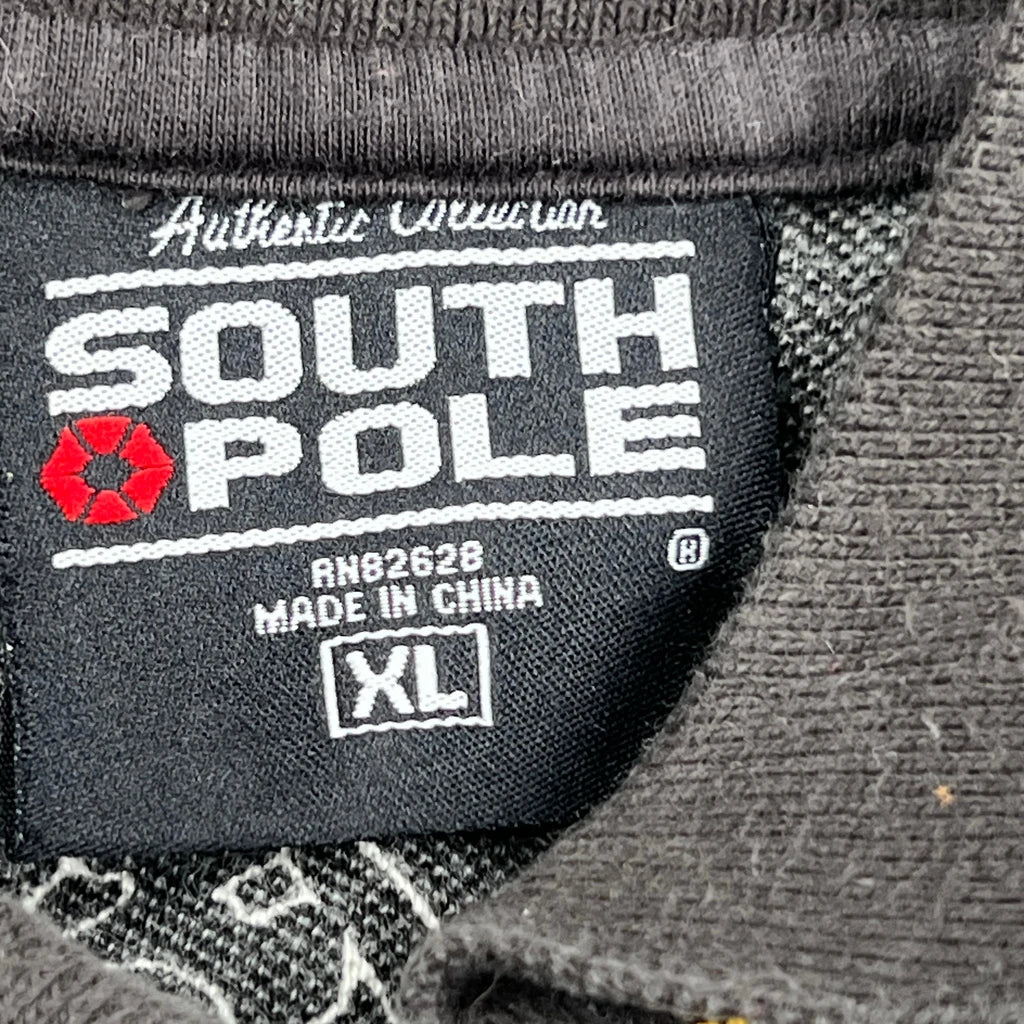 Authentic Collection
SOUTH
POLE
®
RN82628
MADE IN CHINA
XL